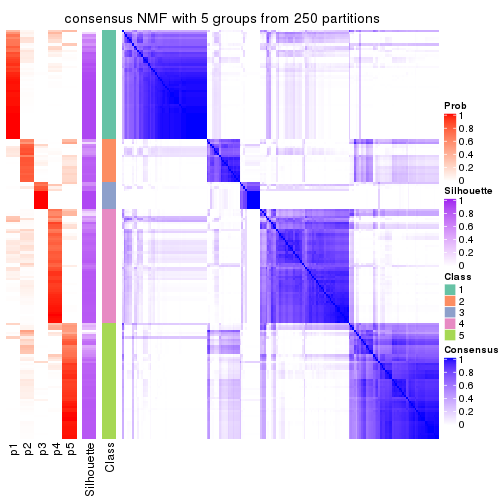 consensus NMF with 5 groups from 250 partitions
Prob
1
0.8
0.6
0.4
0.2
0
Silhouette
1
0.8
0.6
0.4
0.2
0
Class
1
2
3
4
5
Consensus
1
0.8
0.6
0.4
0.2
0
p1
p2
p3
p4
p5
Silhouette
Class